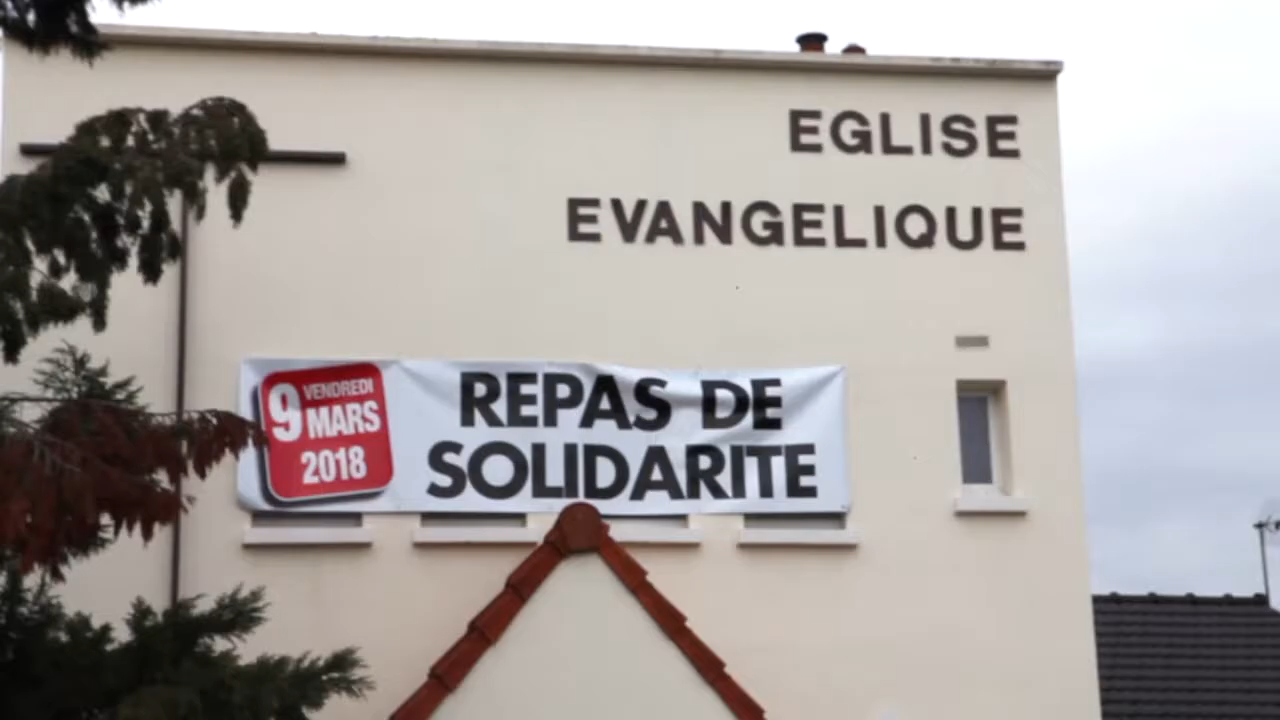 EGLISE
EVANGELIQUE
9 VENDREDI
MARS
2018
REPAS DE
SOLIDARITE